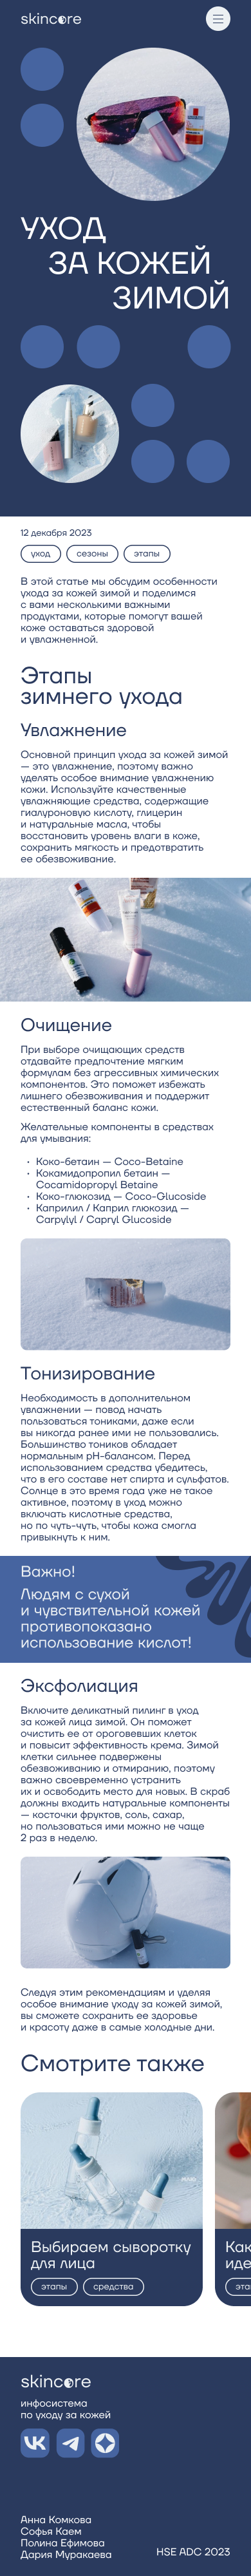 skincare
УХОД
ЗА КОЖЕЙ
ЗИМОЙ
12 декабря 2023
уход
сезоны
этапы
В этой статье мы обсудим особенности
ухода за кожей зимой и поделимся
с вами несколькими важными
продуктами, которые помогут вашей
коже оставаться здоровой
и увлажненной.
Этапы
зимнего ухода
Увлажнение
Основной принцип ухода за кожей зимой
— это увлажнение, поэтому важно
уделять особое внимание увлажнению
кожи. Используйте качественные
увлажняющие средства, содержащие
гиалуроновую кислоту, глицерин
и натуральные масла, чтобы
восстановить уровень влаги в коже,
сохранить мягкость и предотвратить
ее обезвоживание.
Очищение
При выборе очищающих средств
отдавайте предпочтение мягким
формулам без агрессивных химических
компонентов. Это поможет избежать
лишнего обезвоживания и поддержит
естественный баланс кожи.
Желательные компоненты в средствах
для умывания:
· Коко-бетаин — Coco-Betaine
· Кокамидопропил бетаин —
Cocamidopropyl Betaine
· Коко-глюкозид — Coco-Glucoside
· Каприлил / Каприл глюкозид —
Carpylyl / Capryl Glucoside
Тонизирование
Необходимость в дополнительном
увлажнении — повод начать
пользоваться тониками, даже если
вы никогда ранее ими не пользовались.
Большинство тоников обладает
нормальным pH-балансом. Перед
использованием средства убедитесь,
что в его составе нет спирта и сульфатов.
Солнце в это время года уже не такое
активное, поэтому в уход можно
включать кислотные средства,
но по чуть-чуть, чтобы кожа смогла
привыкнуть к ним.
Важно!
Людям с сухой
и чувствительной кожей
противопоказано
использование кислот!
Эксфолиация
Включите деликатный пилинг в уход
за кожей лица зимой. Он поможет
очистить ее от ороговевших клеток
и повысит эффективность крема. Зимой
клетки сильнее подвержены
обезвоживанию и отмиранию, поэтому
важно своевременно устранить
их и освободить место для новых. В скраб
должны входить натуральные компоненты
— косточки фруктов, соль, сахар,
но пользоваться ими можно не чаще
2 раз в неделю.
Следуя этим рекомендациям и уделяя
особое внимание уходу за кожей зимой,
вы сможете сохранить ее здоровье
и красоту даже в самые холодные дни.
Смотрите также
Выбираем сыворотку
для лица
этапы
средства
Как
иде
эта
skincare
инфосистема
по уходу за кожей
Анна Комкова
Софья Каем
Полина Ефимова
Дария Муракаева
HSE ADC 2023